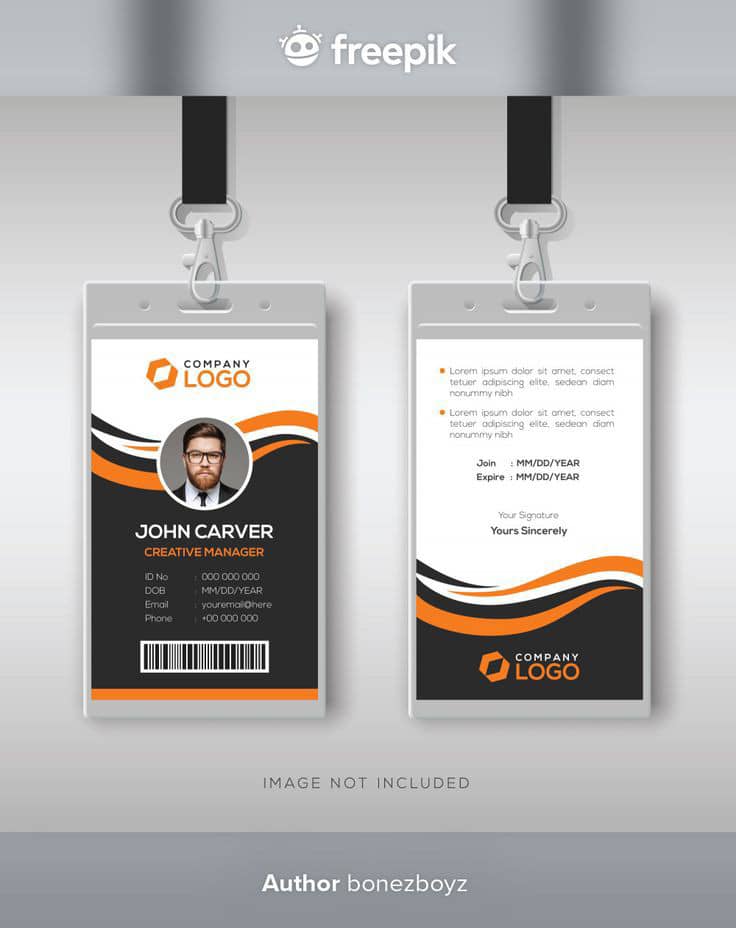 freepik
COMPANY
LOGO
JOHN CARVER
CREATIVE MANAGER
ID No : 000 000 000
DOB : MM/DD/YEAR
Email : youremail@here
Phone : +00 000 000
Lorem ipsum dolor sit amet, consect
tetuer adipiscing elite, sedean diam
nonummy nibh
Lorem ipsum dolor sit amet, consect
tetuer adipiscing elite, sedean diam
nonummy nibh
Join : MM/DD/YEAR
Expire : MM/DD/YEAR
Your Signature
Yours Sincerely
COMPANY
LOGO
IMAGE NOT INCLUDED
Author bonezboyz